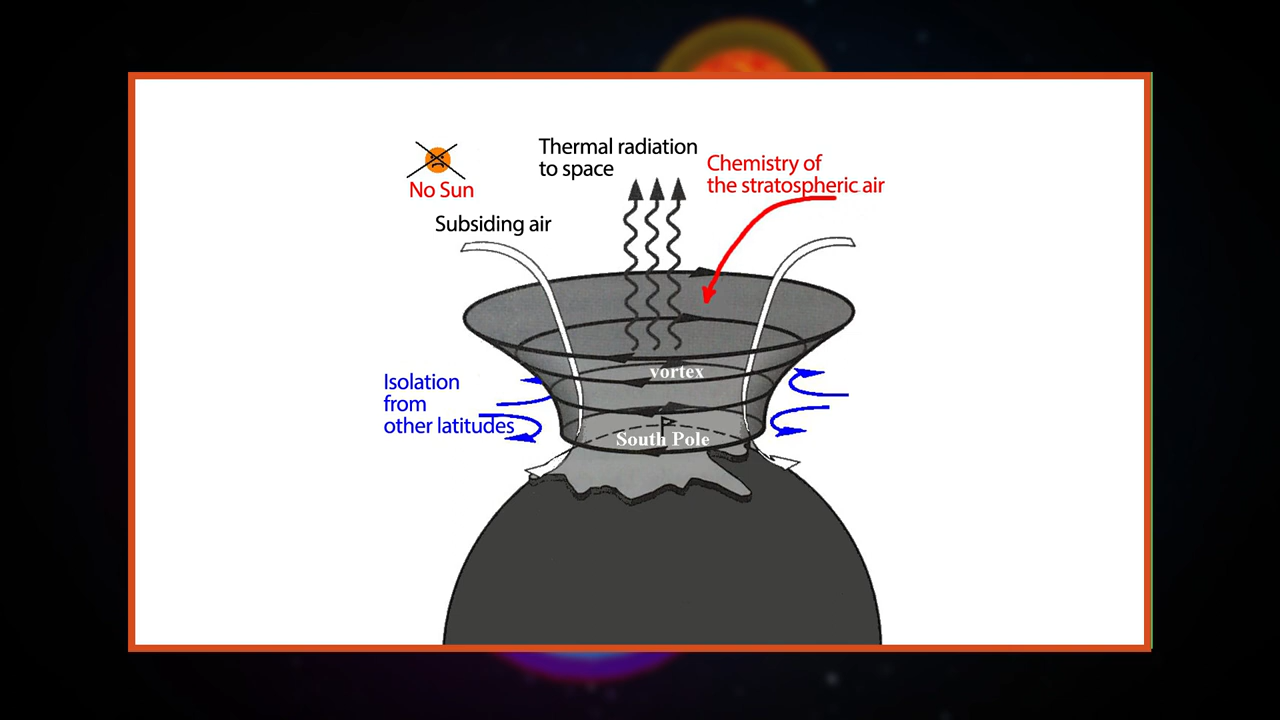 Thermal radiation
to space
Chemistry of
the stratospheric air
No Sun
Subsiding air
vortex
Isolation
from
other latitudes
South Pole